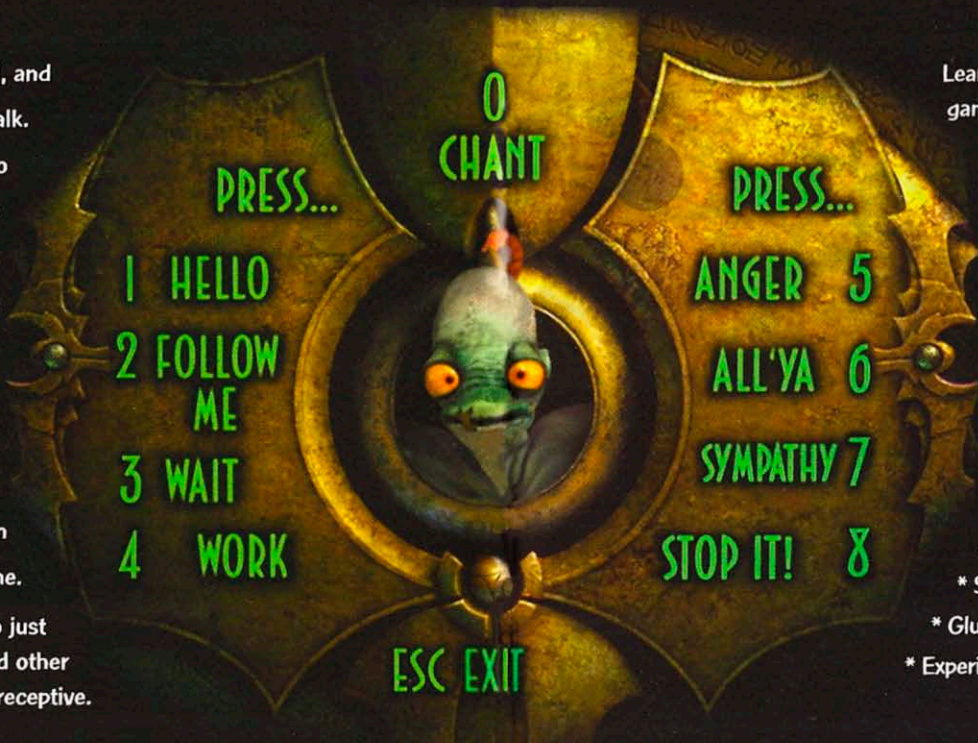 , and
alk.
o
Lea
gar
0
CHANT
PRESS...
1 HELLO
2 FOLLOW
ME
3 WAIT
4 WORK
PRESS...
ANGER 5
ALL'YA 6
SYMPATHY 7
STOP IT! 8
ESC EXIT
n
ne.
o just
d other
receptive.
* S
* Glu
* Experi